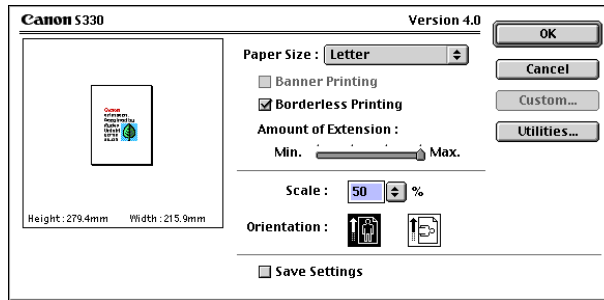 Canon S330 Version 4.0
OK
Paper Size : Letter
Cancel
Banner Printing
Custom...
Borderless Printing
Amount of Extension :
Utilities...
Min. Max.
Scale : 50 %
Height:279.4mm Width:215.9mm
Orientation :
Save Settings
Canon